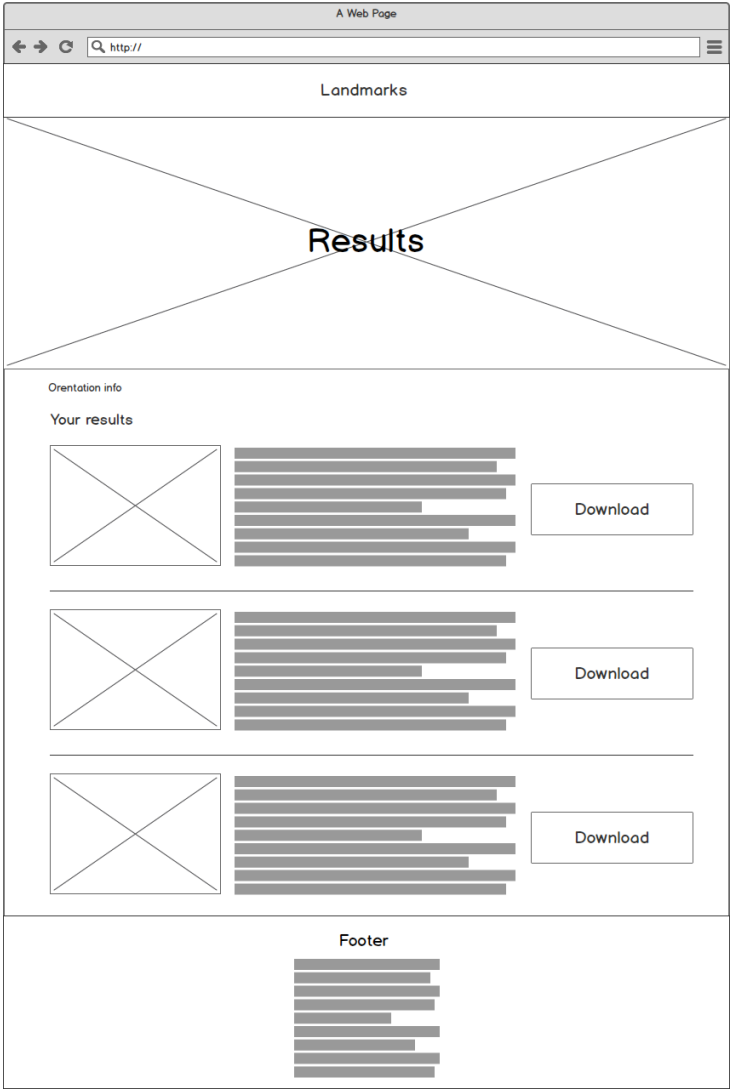 A Web Page
http://
Landmarks
Results
Orentation info
Your results
Download
Download
Download
Footer